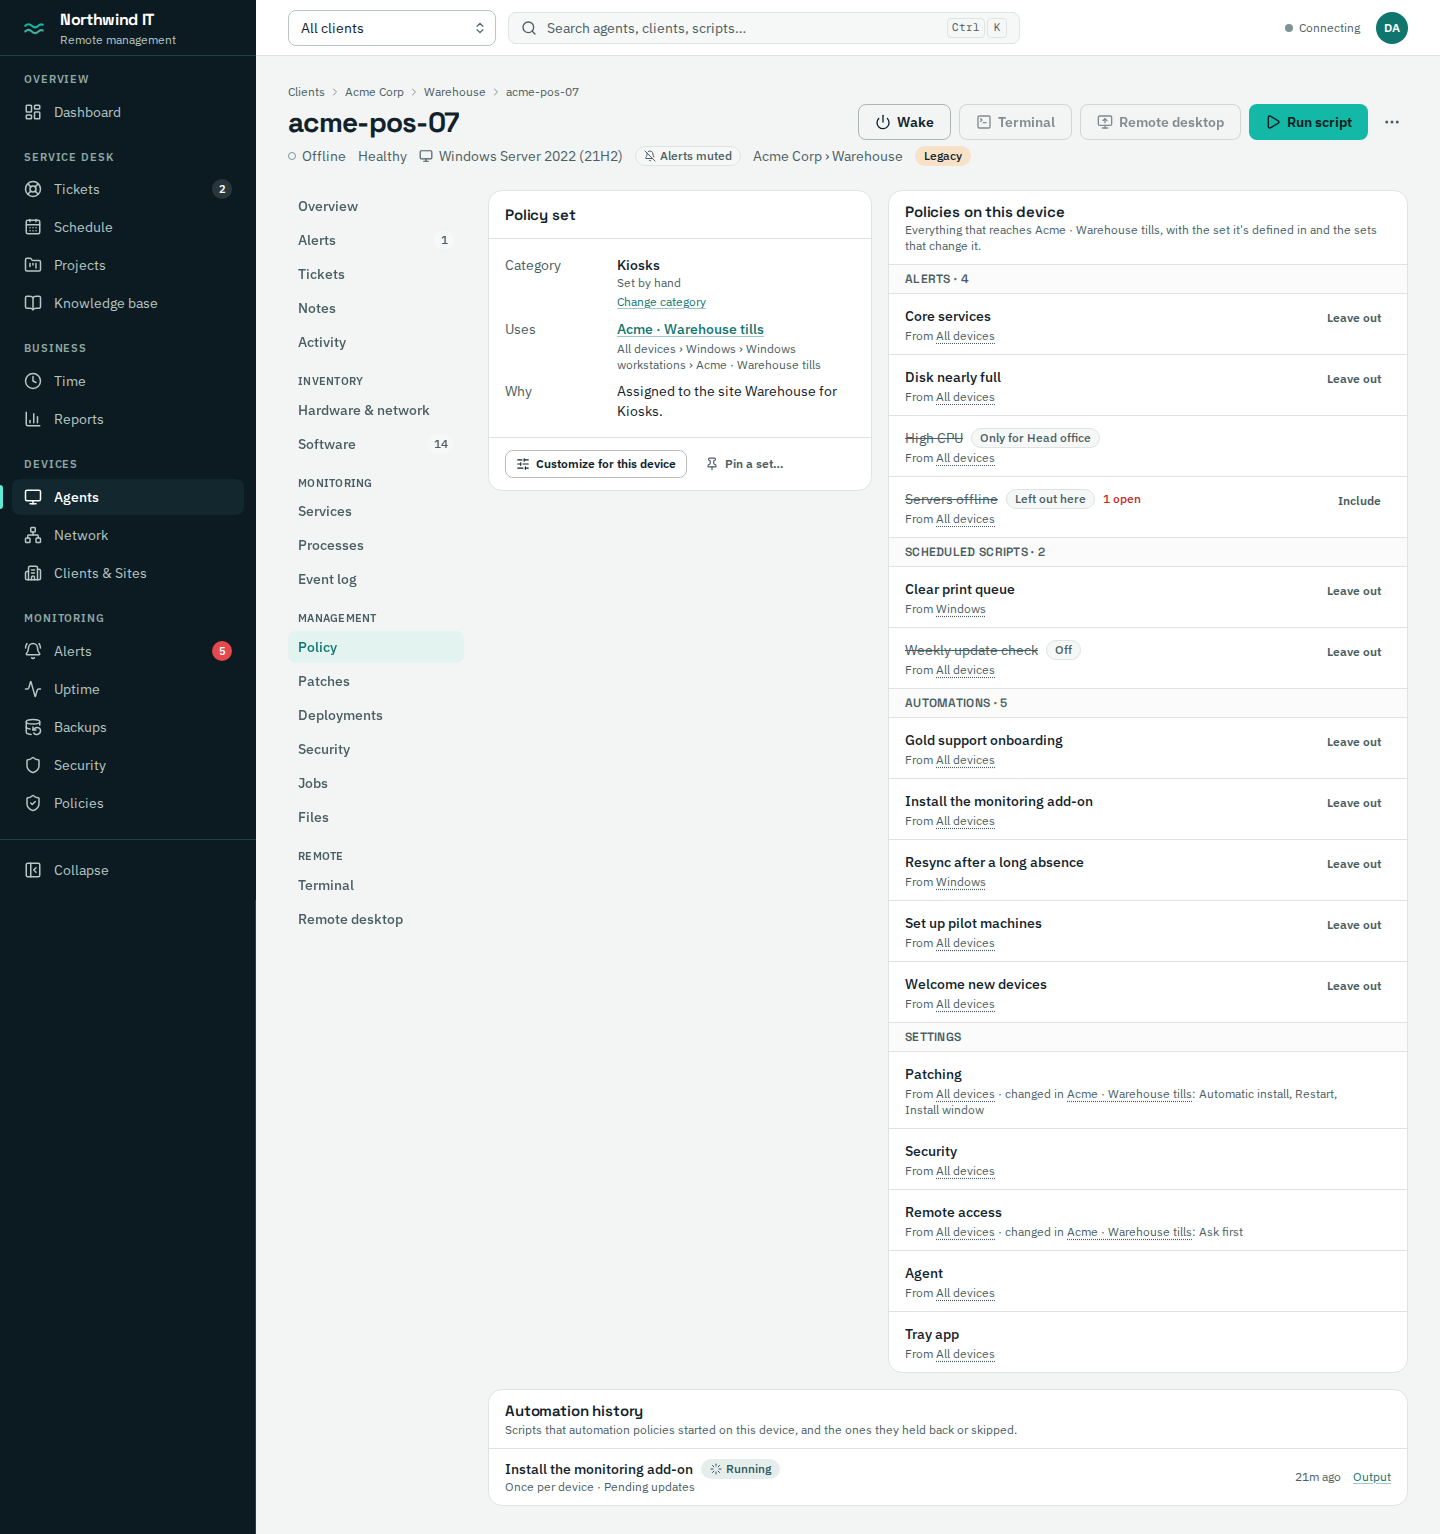 Northwind IT
Remote management
OVERVIEW
Dashboard
SERVICE DESK
Tickets
2
Schedule
Projects
Knowledge base
BUSINESS
Time
Reports
DEVICES
Agents
Network
Clients & Sites
MONITORING
Alerts
5
Uptime
Backups
Security
Policies
Collapse
All clients
Search agents, clients, scripts...
Ctrl K
Connecting
DA
Clients > Acme Corp > Warehouse > acme-pos-07
acme-pos-07
Wake
Terminal
Remote desktop
Run script
Offline Healthy Windows Server 2022 (21H2) Alerts muted Acme Corp › Warehouse Legacy
Overview
Alerts
1
Tickets
Notes
Activity
INVENTORY
Hardware & network
Software
14
MONITORING
Services
Processes
Event log
MANAGEMENT
Policy
Patches
Deployments
Security
Jobs
Files
REMOTE
Terminal
Remote desktop
Policy set
Category
Kiosks
Set by hand
Change category
Uses
Acme · Warehouse tills
All devices › Windows › Windows
workstations › Acme · Warehouse tills
Why
Assigned to the site Warehouse for
Kiosks.
Customize for this device
Pin a set...
Policies on this device
Everything that reaches Acme · Warehouse tills, with the set it's defined in and the sets
that change it.
ALERTS · 4
Core services
Leave out
From All devices
Disk nearly full
Leave out
From All devices
High CPU Only for Head office
From All devices
Servers offline Left out here 1 open
Include
From All devices
SCHEDULED SCRIPTS · 2
Clear print queue
Leave out
From Windows
Weekly update check Off
Leave out
From All devices
AUTOMATIONS · 5
Gold support onboarding
Leave out
From All devices
Install the monitoring add-on
Leave out
From All devices
Resync after a long absence
Leave out
From Windows
Set up pilot machines
Leave out
From All devices
Welcome new devices
Leave out
From All devices
SETTINGS
Patching
From All devices · changed in Acme · Warehouse tills: Automatic install, Restart,
Install window
Security
From All devices
Remote access
From All devices · changed in Acme · Warehouse tills: Ask first
Agent
From All devices
Tray app
From All devices
Automation history
Scripts that automation policies started on this device, and the ones they held back or skipped.
Install the monitoring add-on Running
21m ago Output
Once per device · Pending updates